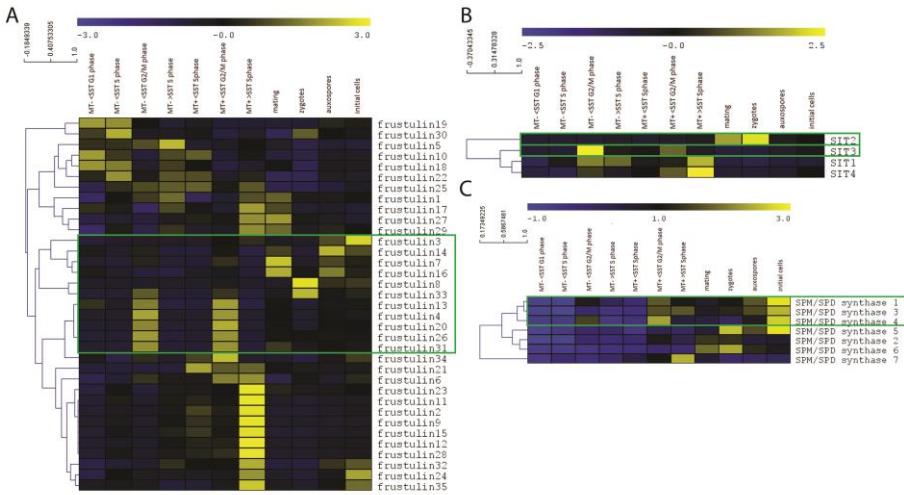 A
-0.1849339
0.40753305
1.0
-3.0
-0.0
3.0
MT- <SST G1 phase
MT- <SST S phase
MT- <SST G2/M phase
MT- >SST S phase
MT+ <SST Sphase
MT+ <SST G2/M phase
MT+ >SST Sphase
mating
zygotes
auxospores
initial cells
frustulin19
frustulin30
frustulin5
frustulin10
frustulin18
frustulin22
frustulin25
frustulin1
frustulin17
frustulin27
frustulin29
frustulin3
frustulin14
frustulin7
frustulin16
frustulin8
frustulin33
frustulin13
frustulin4
frustulin20
frustulin26
frustulin31
frustulin34
frustulin21
frustulin6
frustulin23
frustulin11
frustulin2
frustulin9
frustulin15
frustulin12
frustulin28
frustulin32
frustulin24
frustulin35
B
-0.37043345
0.31478328
1.0
-2.5
-0.0
2.5
MT- <SST G1 phase
MT- <SST S phase
MT- <SST G2/M phase
MT- >SST S phase
MT+ <SST Sphase
MT+ <SST G2/M phase
MT+ >SST Sphase
mating
zygotes
auxospores
initial cells
SIT2
SIT3
SIT1
SIT4
C
0.17349225
0.5867461
1.0
-1.0
1.0
3.0
MT- <SST G1 phase
MT- <SST S phase
MT- <SST G2/M phase
MT- >SST S phase
MT+ <SST Sphase
MT+ <SST G2/M phase
MT+ >SST Sphase
mating
zygotes
auxospores
initial cells
SPM/SPD synthase 1
SPM/SPD synthase 3
SPM/SPD synthase 4
SPM/SPD synthase 5
SPM/SPD synthase 2
SPM/SPD synthase 6
SPM/SPD synthase 7